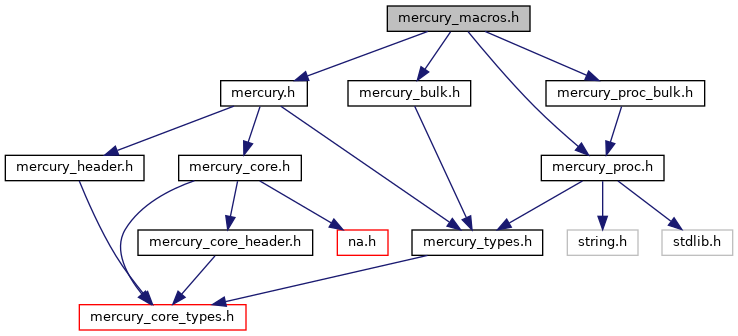 mercury_macros.h
mercury.h
mercury_bulk.h
mercury_proc_bulk.h
mercury_header.h
mercury_core.h
mercury_proc.h
mercury_core_header.h
na.h
mercury_types.h
string.h
stdlib.h
mercury_core_types.h